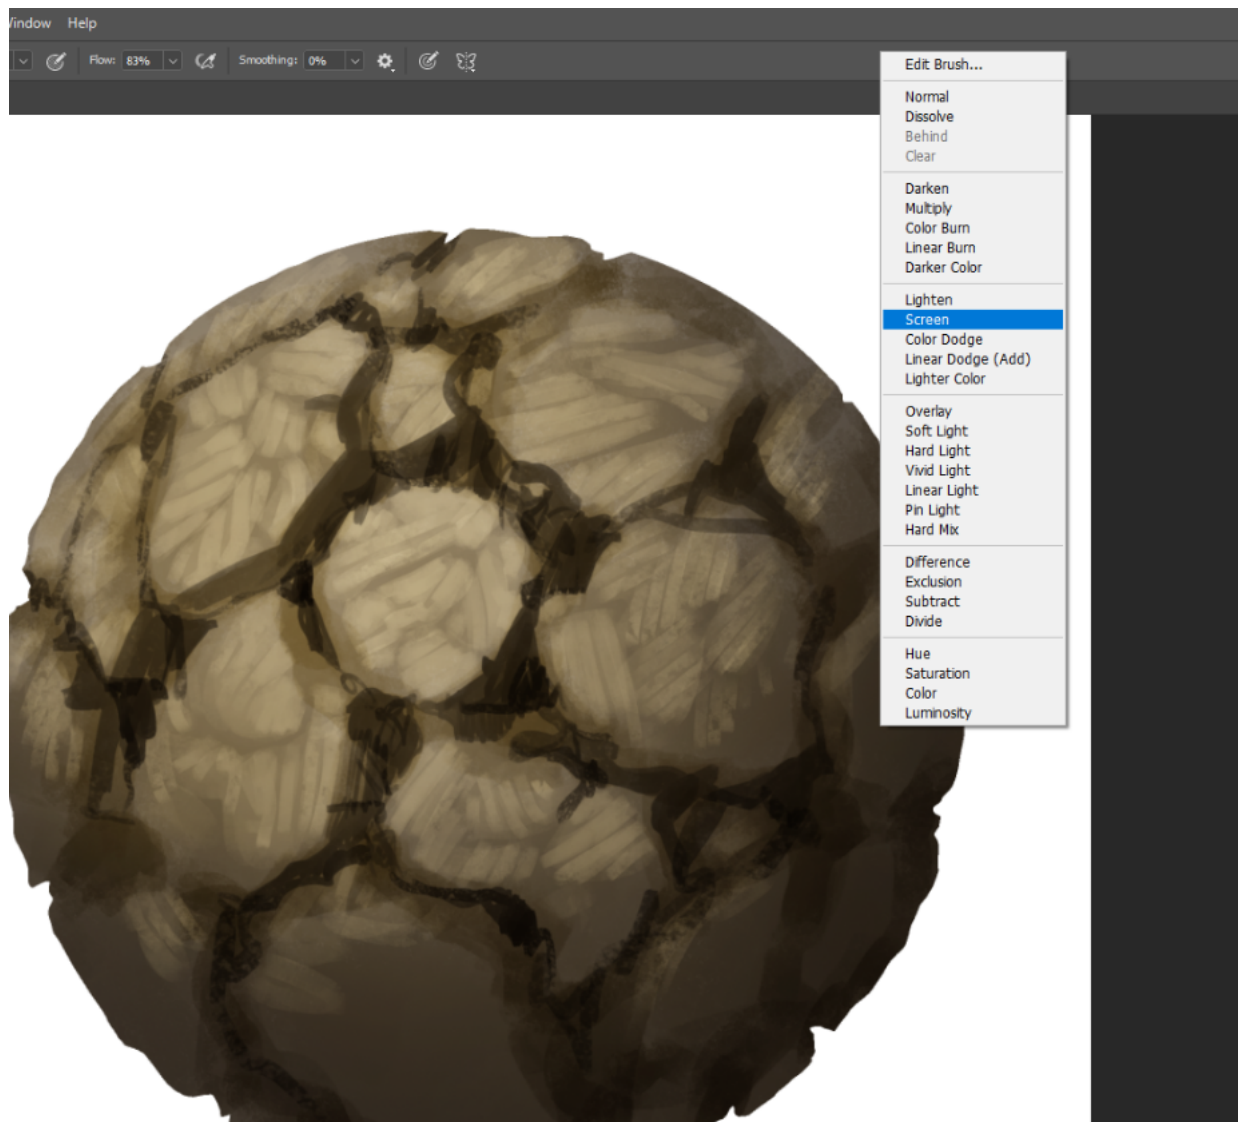 Window Help
Flow: 83% Smoothing: 0%
Edit Brush...
Normal
Dissolve
Behind
Clear
Darken
Multiply
Color Burn
Linear Burn
Darker Color
Lighten
Screen
Color Dodge
Linear Dodge (Add)
Lighter Color
Overlay
Soft Light
Hard Light
Vivid Light
Linear Light
Pin Light
Hard Mix
Difference
Exclusion
Subtract
Divide
Hue
Saturation
Color
Luminosity